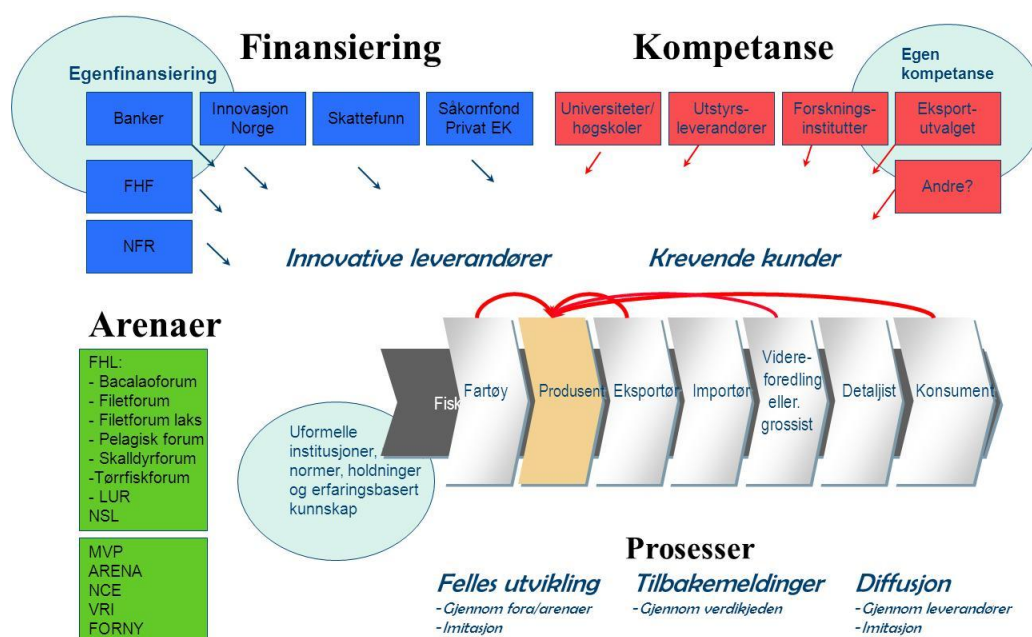 Finansiering
Kompetanse
Egenfinansiering
Egen
kompetanse
Banker
Innovasjon
Norge
Skattefunn
Såkornfond
Privat EK
Universiteter/
høgskoler
Utstyrs-
leverandører
Forsknings-
institutter
Eksport-
utvalget
FHF
Andre?
NFR
Innovative leverandører
Krevende kunder
Arenaer
FHL:
- Bacalaoforum
- Filetforum
- Filetforum laks
- Pelagisk forum
- Skalldyrforum
-Tørrfiskforum
- LUR
NSL
Fisk
Fartøy
Produsent
Eksportør
Importør
Videre-
foredling
eller.
grossist
Detaljist
Konsument
Uformelle
institusjoner,
normer, holdninger
og erfaringsbasert
kunnskap
MVP
ARENA
NCE
VRI
FORNY
Prosesser
Felles utvikling
- Gjennom fora/arenaer
- Imitasjon
Tilbakemeldinger
- Gjennom verdikjeden
Diffusjon
- Gjennom leverandører
- Imitasjon